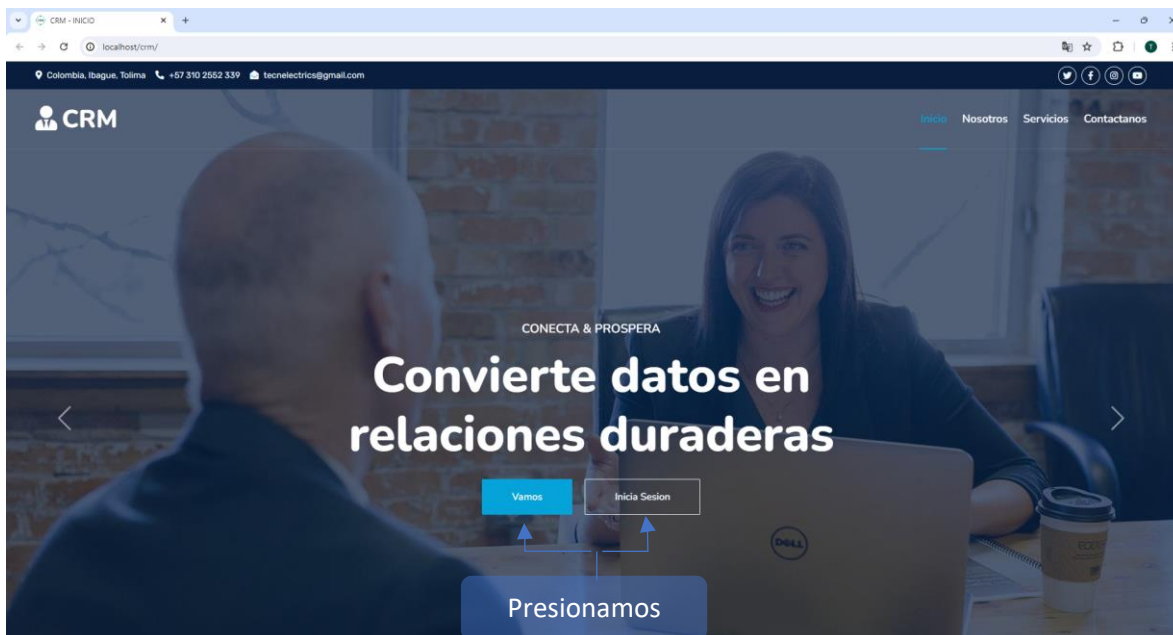 CRM - INICIO
localhost/crm/
T
Colombia, Ibague, Tolima +57 310 2552 339 tecnelectrics@gmail.com
CRM
Inicio Nosotros Servicios Contactanos
CONECTA & PROSPERA
Convierte datos en
relaciones duraderas
Vamos Inicia Sesion
DELL
Presionamos